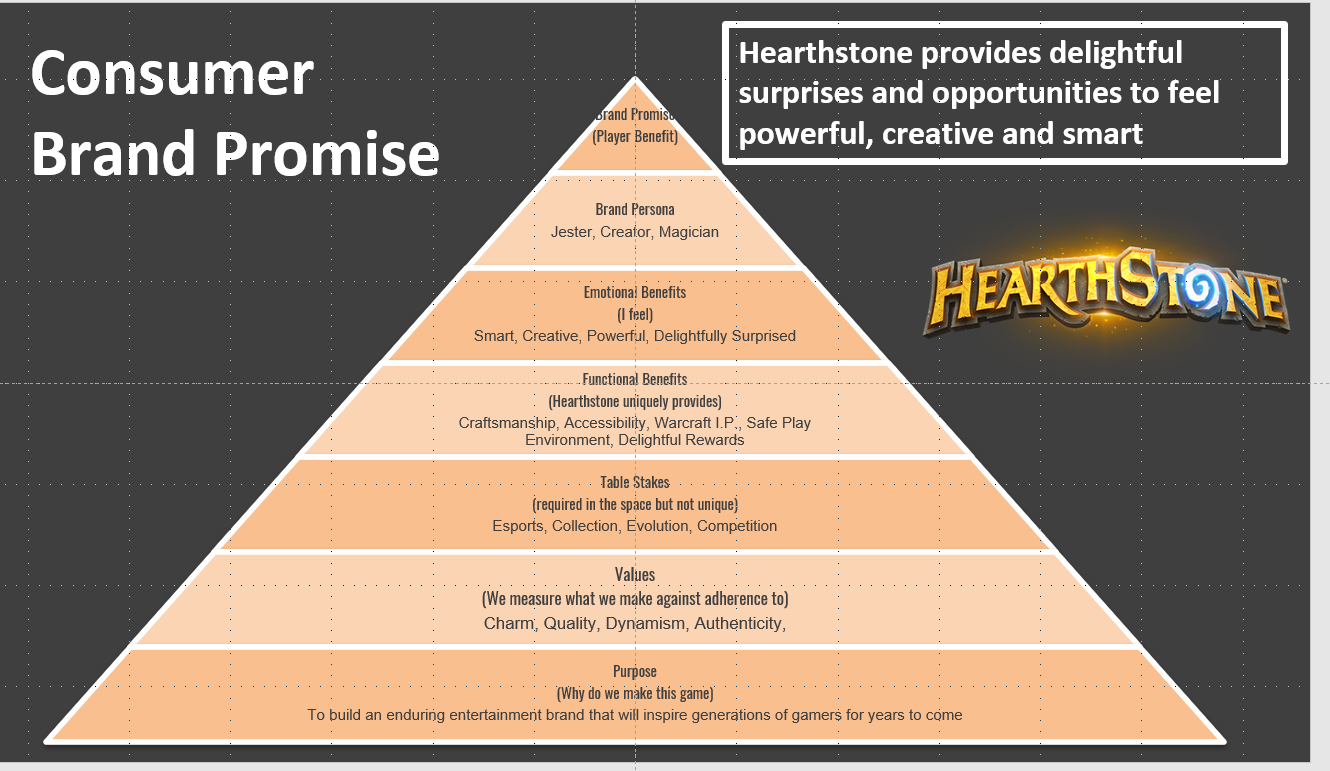 Consumer
Brand Promise
Hearthstone provides delightful
surprises and opportunities to feel
powerful, creative and smart
Brand Promise
(Player Benefit)
Brand Persona
Jester, Creator, Magician
HEARTHSTONE
Emotional Benefits
(I feel)
Smart, Creative, Powerful, Delightfully Surprised
Functional Benefits
(Hearthstone uniquely provides)
Craftsmanship, Accessibility, Warcraft I.P., Safe Play
Environment, Delightful Rewards
Table Stakes
(required in the space but not unique)
Esports, Collection, Evolution, Competition
Values
(We measure what we make against adherence to)
Charm, Quality, Dynamism, Authenticity,
Purpose
(Why do we make this game)
To build an enduring entertainment brand that will inspire generations of gamers for years to come